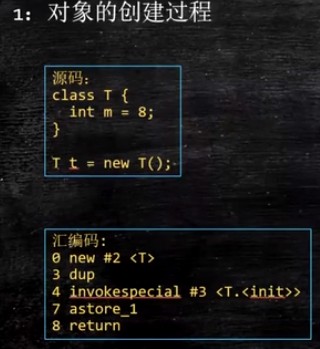 1: 对象的创建过程
源码:
class T {
int m = 8;
}
T t = new T();
汇编码:
0 new #2 <T>
3 dup
4 invokespecial #3 <T.<init>>
7 astore_1
8 return